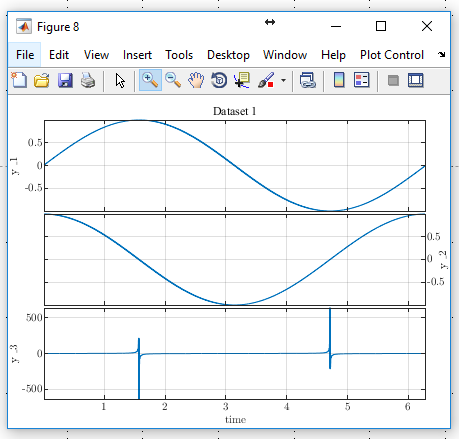 Figure 8
File Edit View Insert Tools Desktop Window Help Plot Control
Dataset 1
0.5
0
-0.5
y_1
0.5
0
-0.5
y_2
500
0
-500
y_3
1 2 3 4 5 6
time